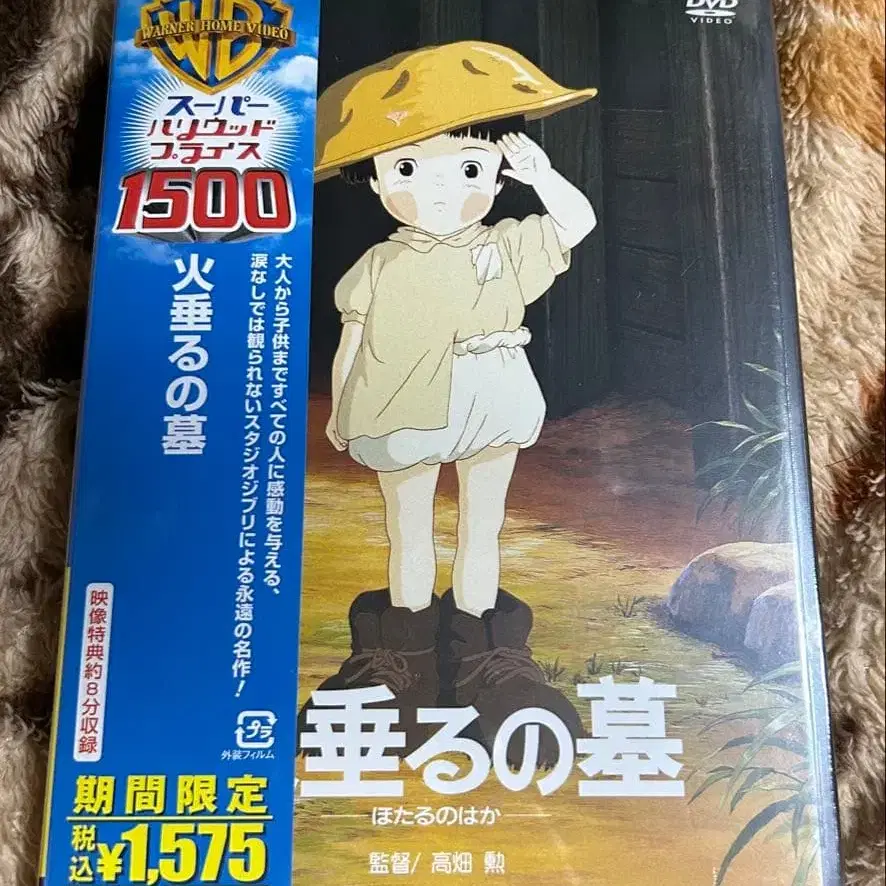 WARNER HOME VIDEO
WB
スーパー
ハリウッド
プライス
1500
火垂るの墓
大人から子供まですべての人に感動を与える、
涙なしでは観られないスタジオジブリによる永遠の名作!
映像特典約8分収録
プラ
外装フィルム
期間限定
税込¥1,575
DVD
VIDEO
垂るの墓
ほたるのはか
監督/ 高畑 勲